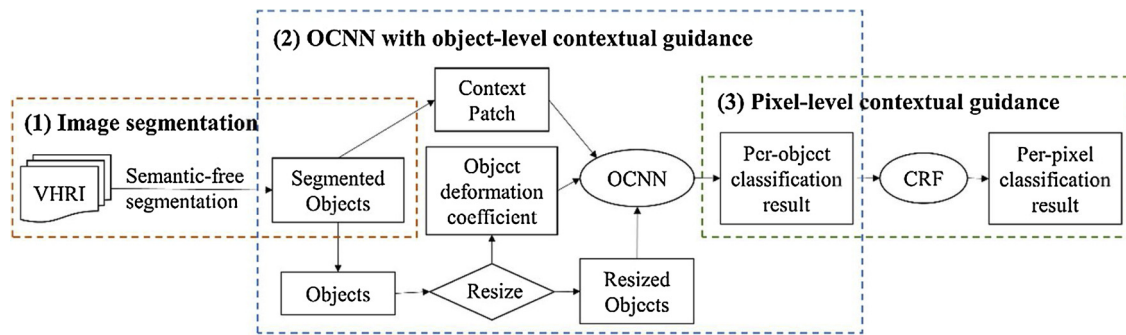 (2) OCNN with object-level contextual guidance
(1) Image segmentation
(3) Pixel-level contextual guidance
Context
Patch
VHRI
Semantic-free
segmentation
Segmented
Objects
Object
deformation
coefficient
OCNN
Per-object
classification
result
CRF
Per-pixel
classification
result
Objects
Resize
Resized
Objects